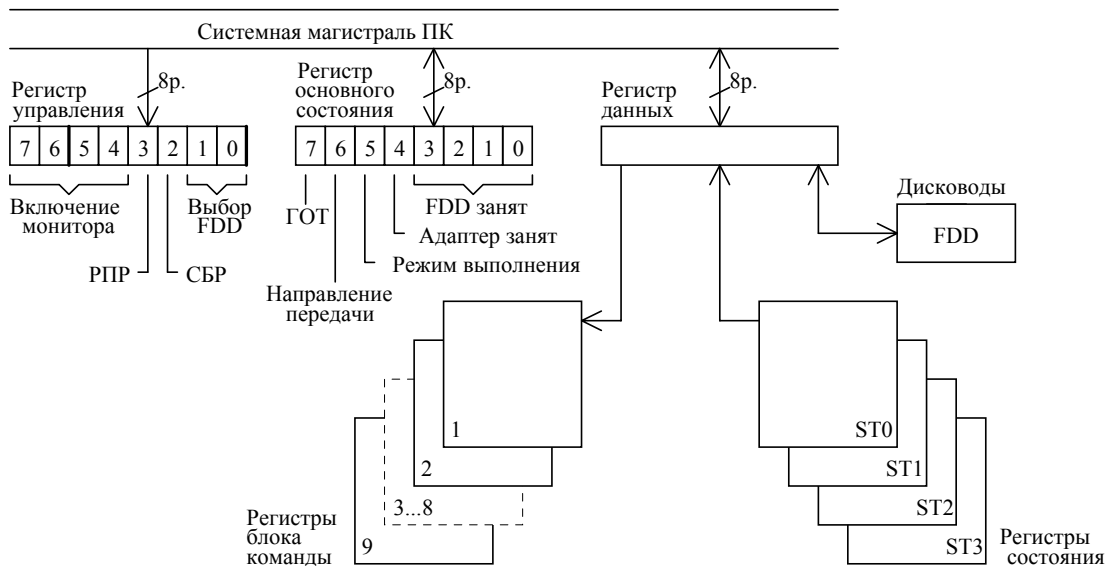 Системная магистраль ПК
Регистр
управления
8р.
Регистр
основного
состояния
8р.
Регистр
данных
8р.
7 6 5 4 3 2 1 0
7 6 5 4 3 2 1 0
Включение
монитора
Выбор
FDD
РПР
СБР
ГОТ
FDD занят
Адаптер занят
Режим выполнения
Направление
передачи
Дисководы
FDD
1
2
3...8
9
Регистры
блока
команды
ST0
ST1
ST2
ST3
Регистры
состояния